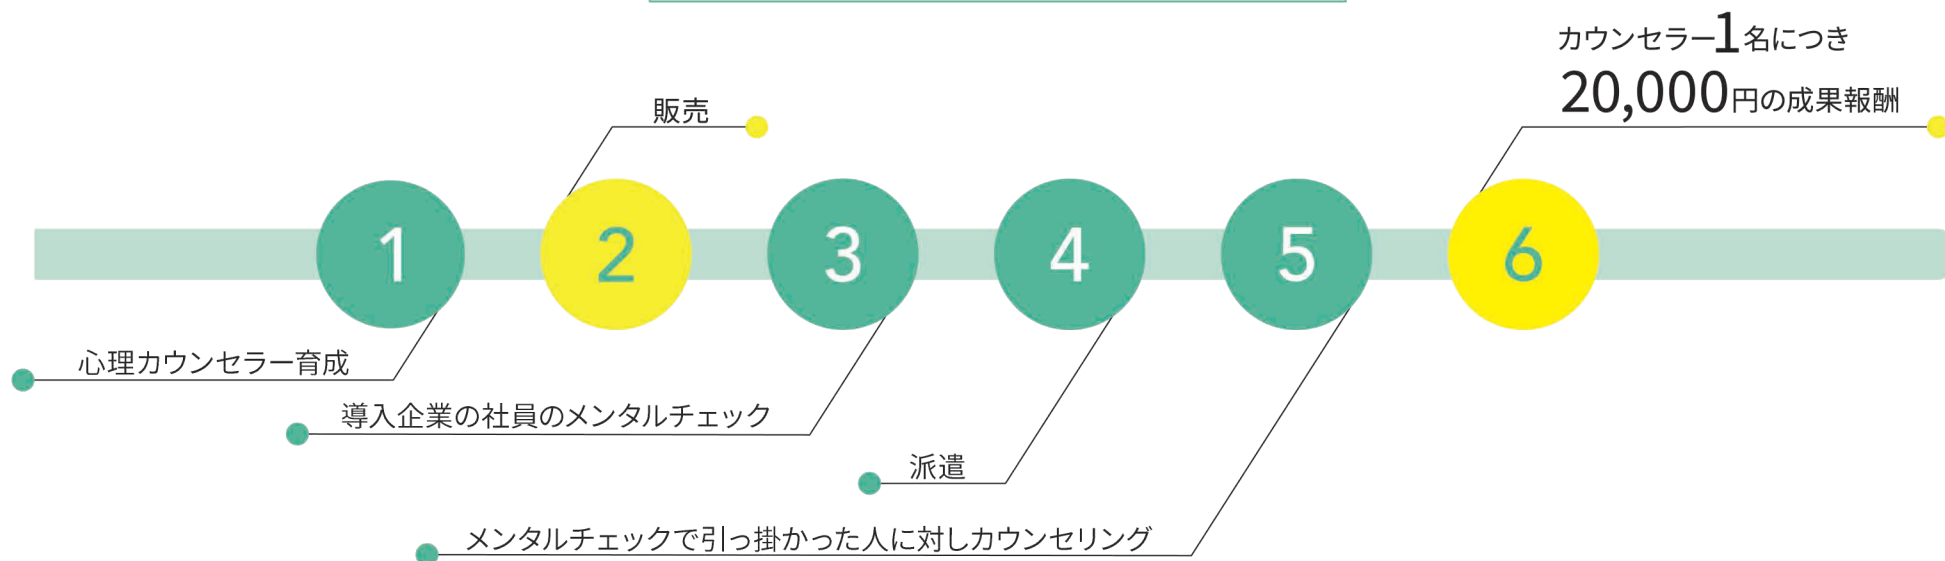 カウンセラー1名につき
20,000円の成果報酬
販売
1
2
3
4
5
6
心理カウンセラー育成
導入企業の社員のメンタルチェック
派遣
メンタルチェックで引っ掛かった人に対しカウンセリング